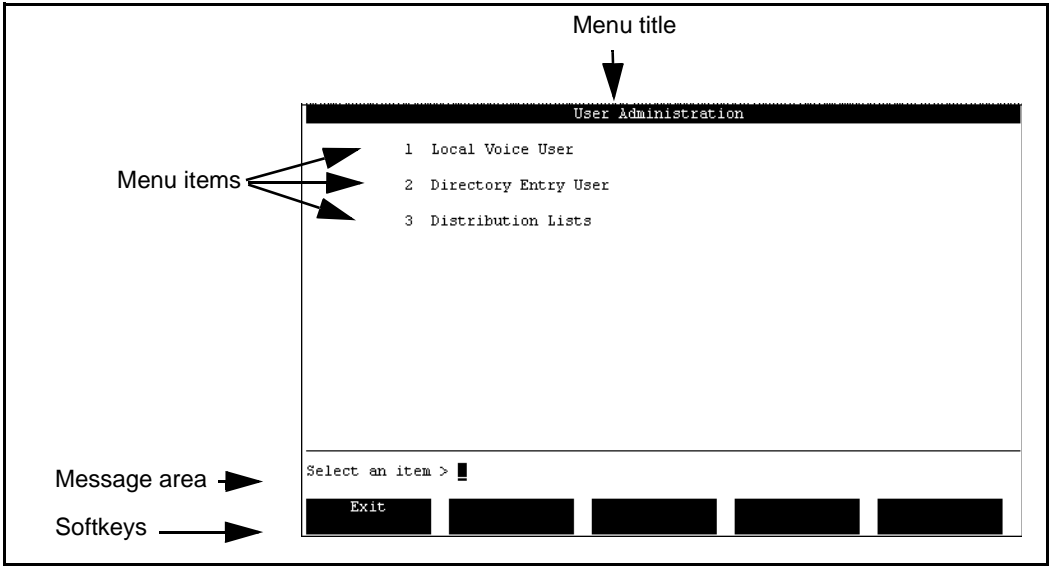 Menu title
User Administration
1 Local Voice User
Menu items
2 Directory Entry User
3 Distribution Lists
Select an item >
Message area
Exit
Softkeys